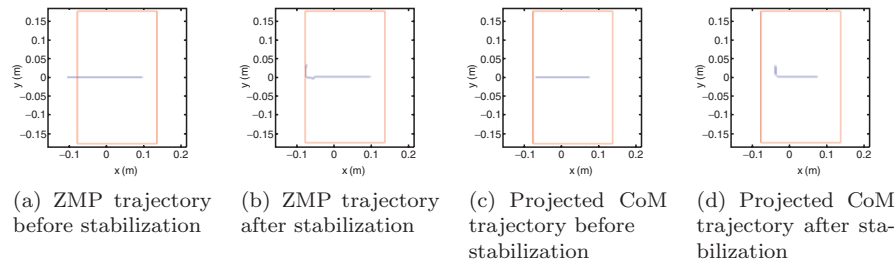 0.15
0.1
0.05
0
−0.05
−0.1
−0.15
y (m)
−0.1
0
0.1
0.2
x (m)
0.15
0.1
0.05
0
−0.05
−0.1
−0.15
y (m)
−0.1
0
0.1
0.2
x (m)
0.15
0.1
0.05
0
−0.05
−0.1
−0.15
y (m)
−0.1
0
0.1
0.2
x (m)
0.15
0.1
0.05
0
−0.05
−0.1
−0.15
y (m)
−0.1
0
0.1
0.2
x (m)
(a) ZMP trajectory
before stabilization
(b) ZMP trajectory
after stabilization
(c) Projected CoM
trajectory before
stabilization
(d) Projected CoM
trajectory after sta-
bilization